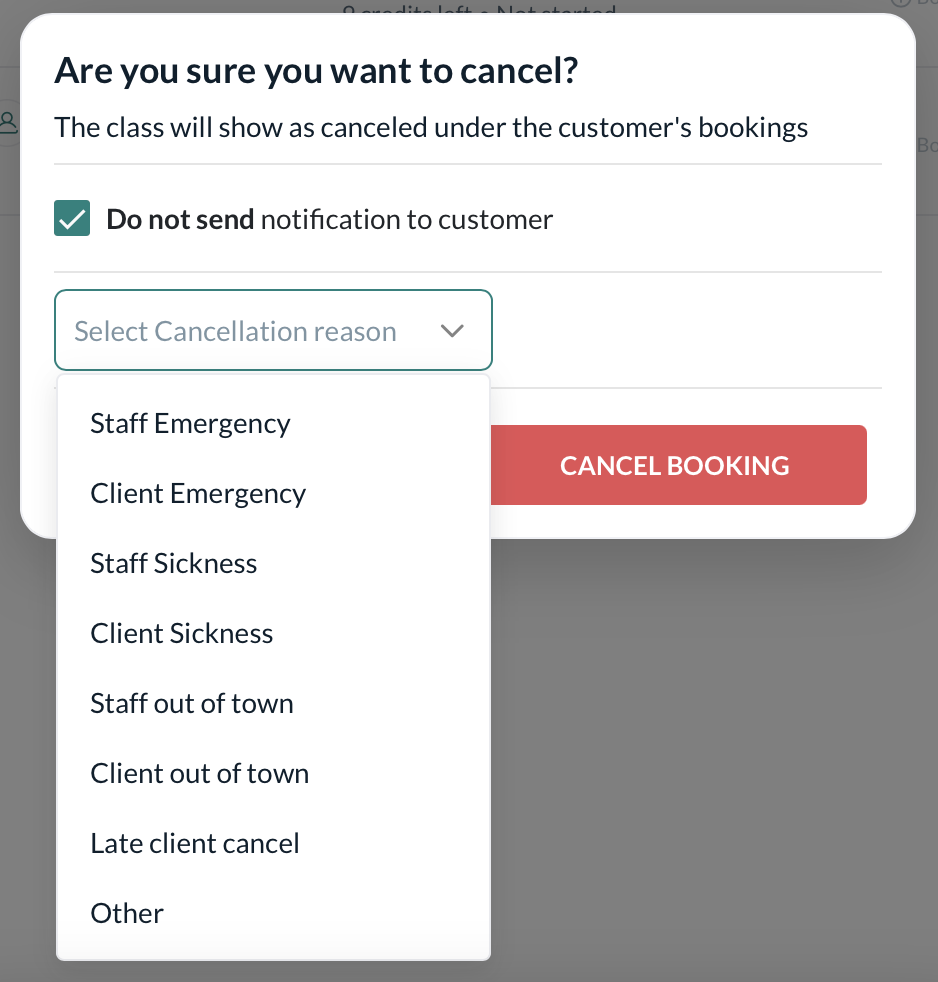 credits left • Not started
Bo
Are you sure you want to cancel?
The class will show as canceled under the customer's bookings
Bo
Do not send notification to customer
Select Cancellation reason
Staff Emergency
CANCEL BOOKING
Client Emergency
Staff Sickness
Client Sickness
Staff out of town
Client out of town
Late client cancel
Other